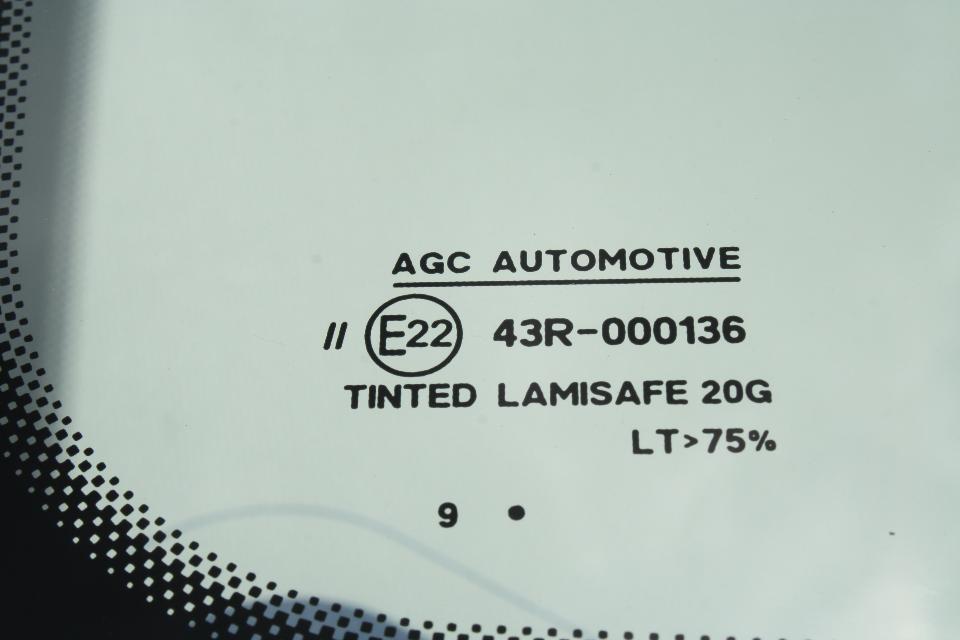 AGC AUTOMOTIVE
// E22 43R-000136
TINTED LAMISAFE 20G
LT>75%
9 •